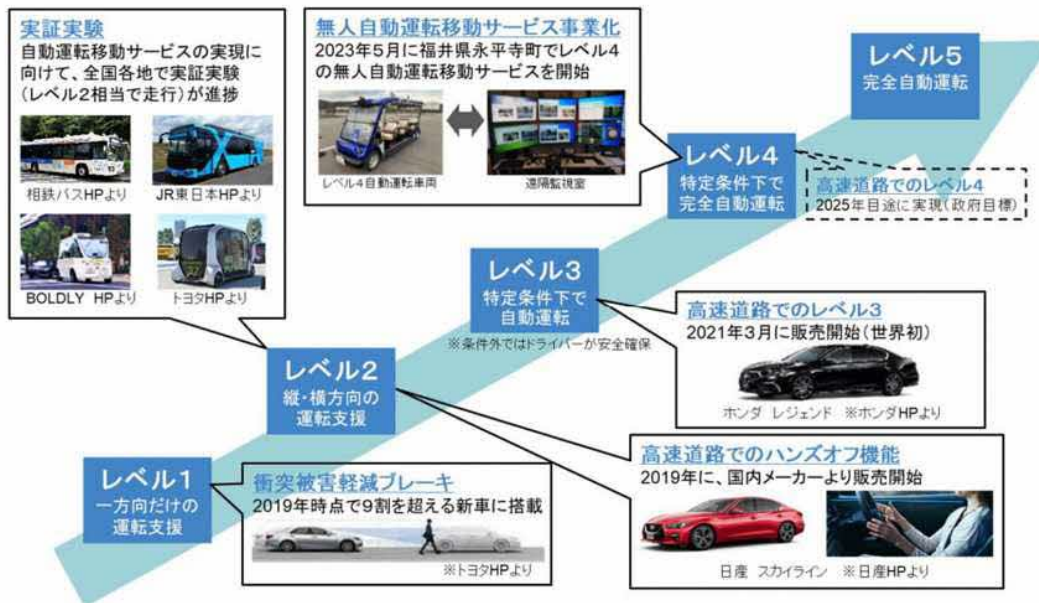 実証実験
自動運転移動サービスの実現に
向けて、全国各地で実証実験
(レベル2相当で走行)が進捗
相鉄バスHPより
JR東日本HPより
BOLDLY HPより
トヨタHPより
無人自動運転移動サービス事業化
2023年5月に福井県永平寺町でレベル4
の無人自動運転移動サービスを開始
レベル4自動運転車両
遠隔監視室
レベル5
完全自動運転
レベル4
特定条件下で
完全自動運転
高速道路でのレベル4
2025年目途に実現(政府目標)
レベル3
特定条件下で
自動運転
※条件外ではドライバーが安全確保
高速道路でのレベル3
2021年3月に販売開始(世界初)
ホンダ レジェンド ※ホンダHPより
レベル2
縦・横方向の
運転支援
高速道路でのハンズオフ機能
2019年に、国内メーカーより販売開始
日産 スカイライン ※日産HPより
レベル1
一方向だけの
運転支援
衝突被害軽減ブレーキ
2019年時点で9割を超える新車に搭載
※トヨタHPより